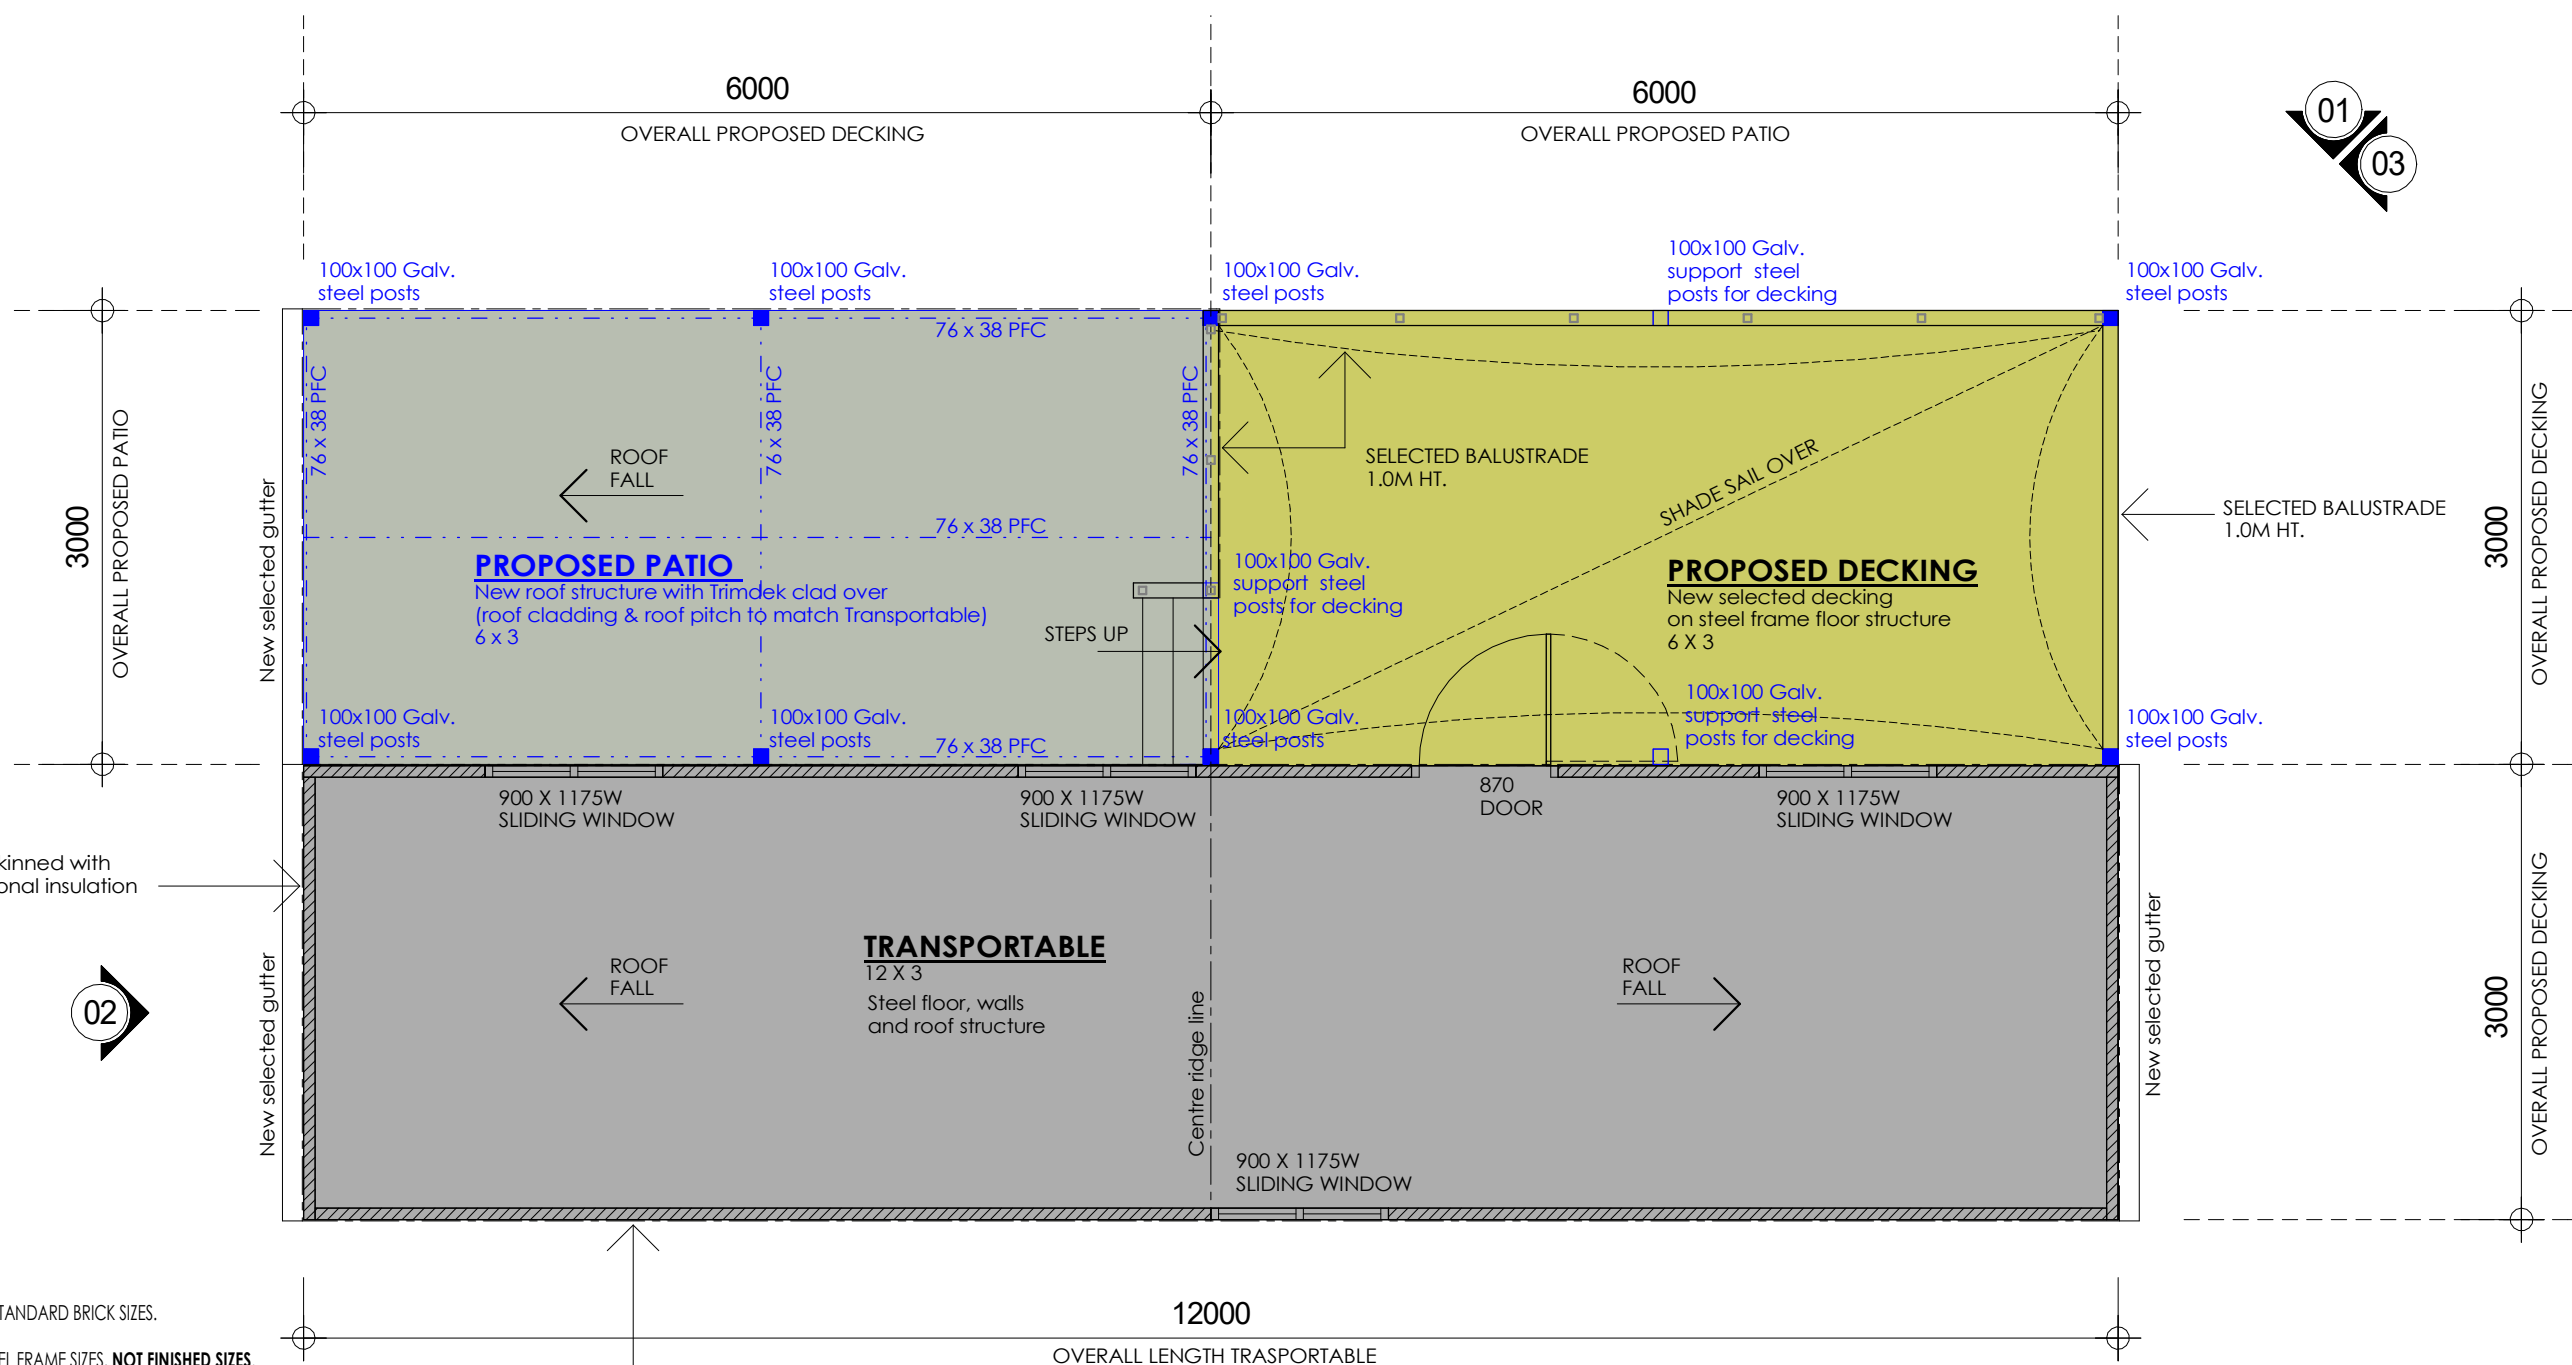 6000
OVERALL PROPOSED DECKING
6000
OVERALL PROPOSED PATIO
01
03
100x100 Galv.
steel posts
100x100 Galv.
steel posts
100x100 Galv.
steel posts
100x100 Galv.
support steel
posts for decking
100x100 Galv.
steel posts
3000
OVERALL PROPOSED PATIO
New selected gutter
76 x 38 PFC
76 x 38 PFC
76 x 38 PFC
76 x 38 PFC
ROOF
FALL
76 x 38 PFC
PROPOSED PATIO
New roof structure with Trimdek clad over
(roof cladding & roof pitch to match Transportable)
6 x 3
STEPS UP
SELECTED BALUSTRADE
1.0M HT.
SHADE SAIL OVER
100x100 Galv.
support steel
posts for decking
PROPOSED DECKING
New selected decking
on steel frame floor structure
6 X 3
SELECTED BALUSTRADE
1.0M HT.
3000
OVERALL PROPOSED DECKING
100x100 Galv.
steel posts
100x100 Galv.
steel posts
76 x 38 PFC
100x100 Galv.
steel posts
100x100 Galv.
support steel
posts for decking
100x100 Galv.
steel posts
900 X 1175W
SLIDING WINDOW
900 X 1175W
SLIDING WINDOW
870
DOOR
900 X 1175W
SLIDING WINDOW
kinned with
onal insulation
02
New selected gutter
ROOF
FALL
TRANSPORTABLE
12 X 3
Steel floor, walls
and roof structure
Centre ridge line
ROOF
FALL
New selected gutter
3000
OVERALL PROPOSED DECKING
900 X 1175W
SLIDING WINDOW
TANDARD BRICK SIZES.
EL FRAME SIZES, NOT FINISHED SIZES.
12000
OVERALL LENGTH TRASPORTABLE